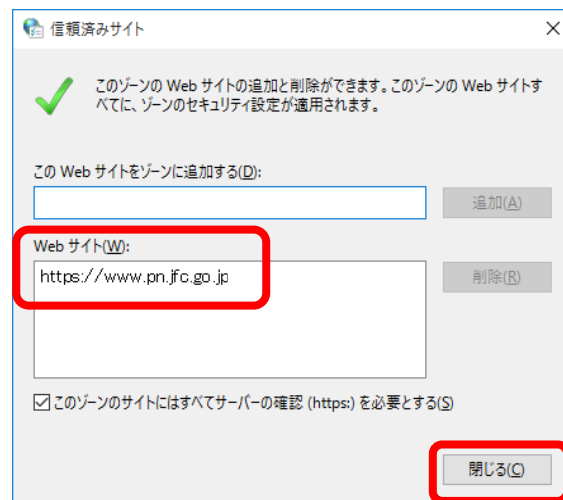 信頼済みサイト
このゾーンの Web サイトの追加と削除ができます。このゾーンの Web サイトす
べてに、ゾーンのセキュリティ設定が適用されます。
この Web サイトをゾーンに追加する(D):
追加(A)
Web サイト(W):
https://www.pn.jfc.go.jp
削除(R)
このゾーンのサイトにはすべてサーバーの確認 (https:) を必要とする(S)
閉じる(C)